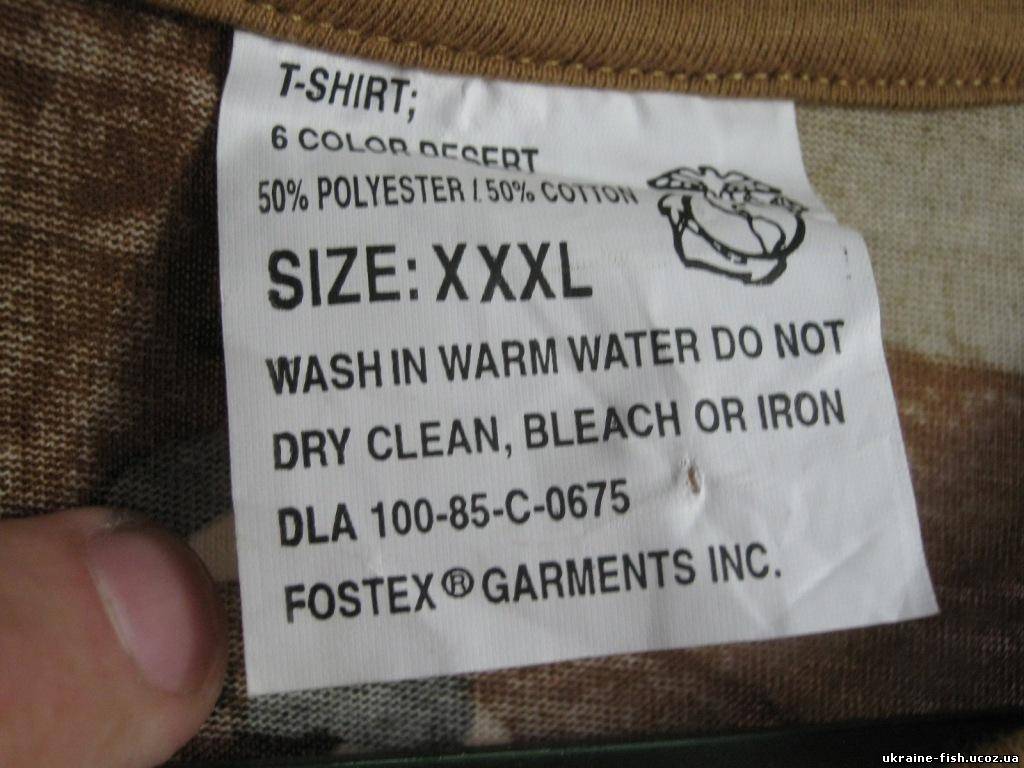 T-SHIRT;
6 COLOR DESERT
50% POLYESTER / 50% COTTON
SIZE: XXXL
WASH IN WARM WATER DO NOT
DRY CLEAN, BLEACH OR IRON
DLA 100-85-C-0675
FOSTEX® GARMENTS INC.
ukraine-fish.ucoz.ua